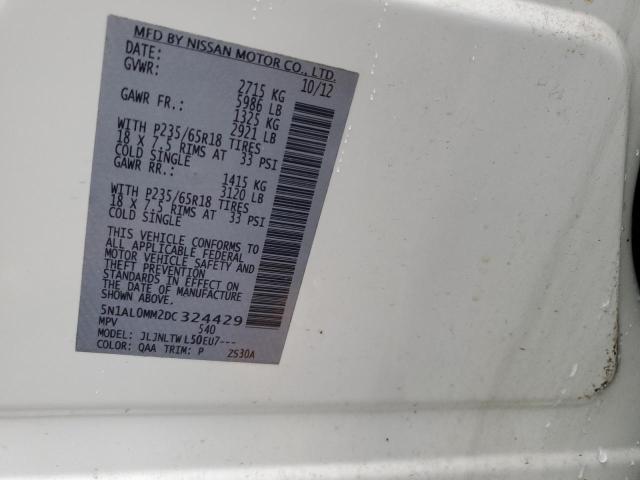 MFD BY NISSAN MOTOR CO., LTD.
DATE: 10/12
GVWR: 2715 KG
5986 LB
GAWR FR.: 1325 KG
2921 LB
WITH P235/65R18 TIRES
18 X 7.5 RIMS AT 33 PSI
COLD SINGLE
GAWR RR.: 1415 KG
3120 LB
WITH P235/65R18 TIRES
18 X 7.5 RIMS AT 33 PSI
COLD SINGLE
THIS VEHICLE CONFORMS TO
ALL APPLICABLE FEDERAL
MOTOR VEHICLE SAFETY AND
THEFT PREVENTION
STANDARDS IN EFFECT ON
THE DATE OF MANUFACTURE
SHOWN ABOVE.
5N1AL0MM2DC324429
MPV 540
MODEL: JLJNLTWL50EU7---
COLOR: QAA TRIM: P ZS30A